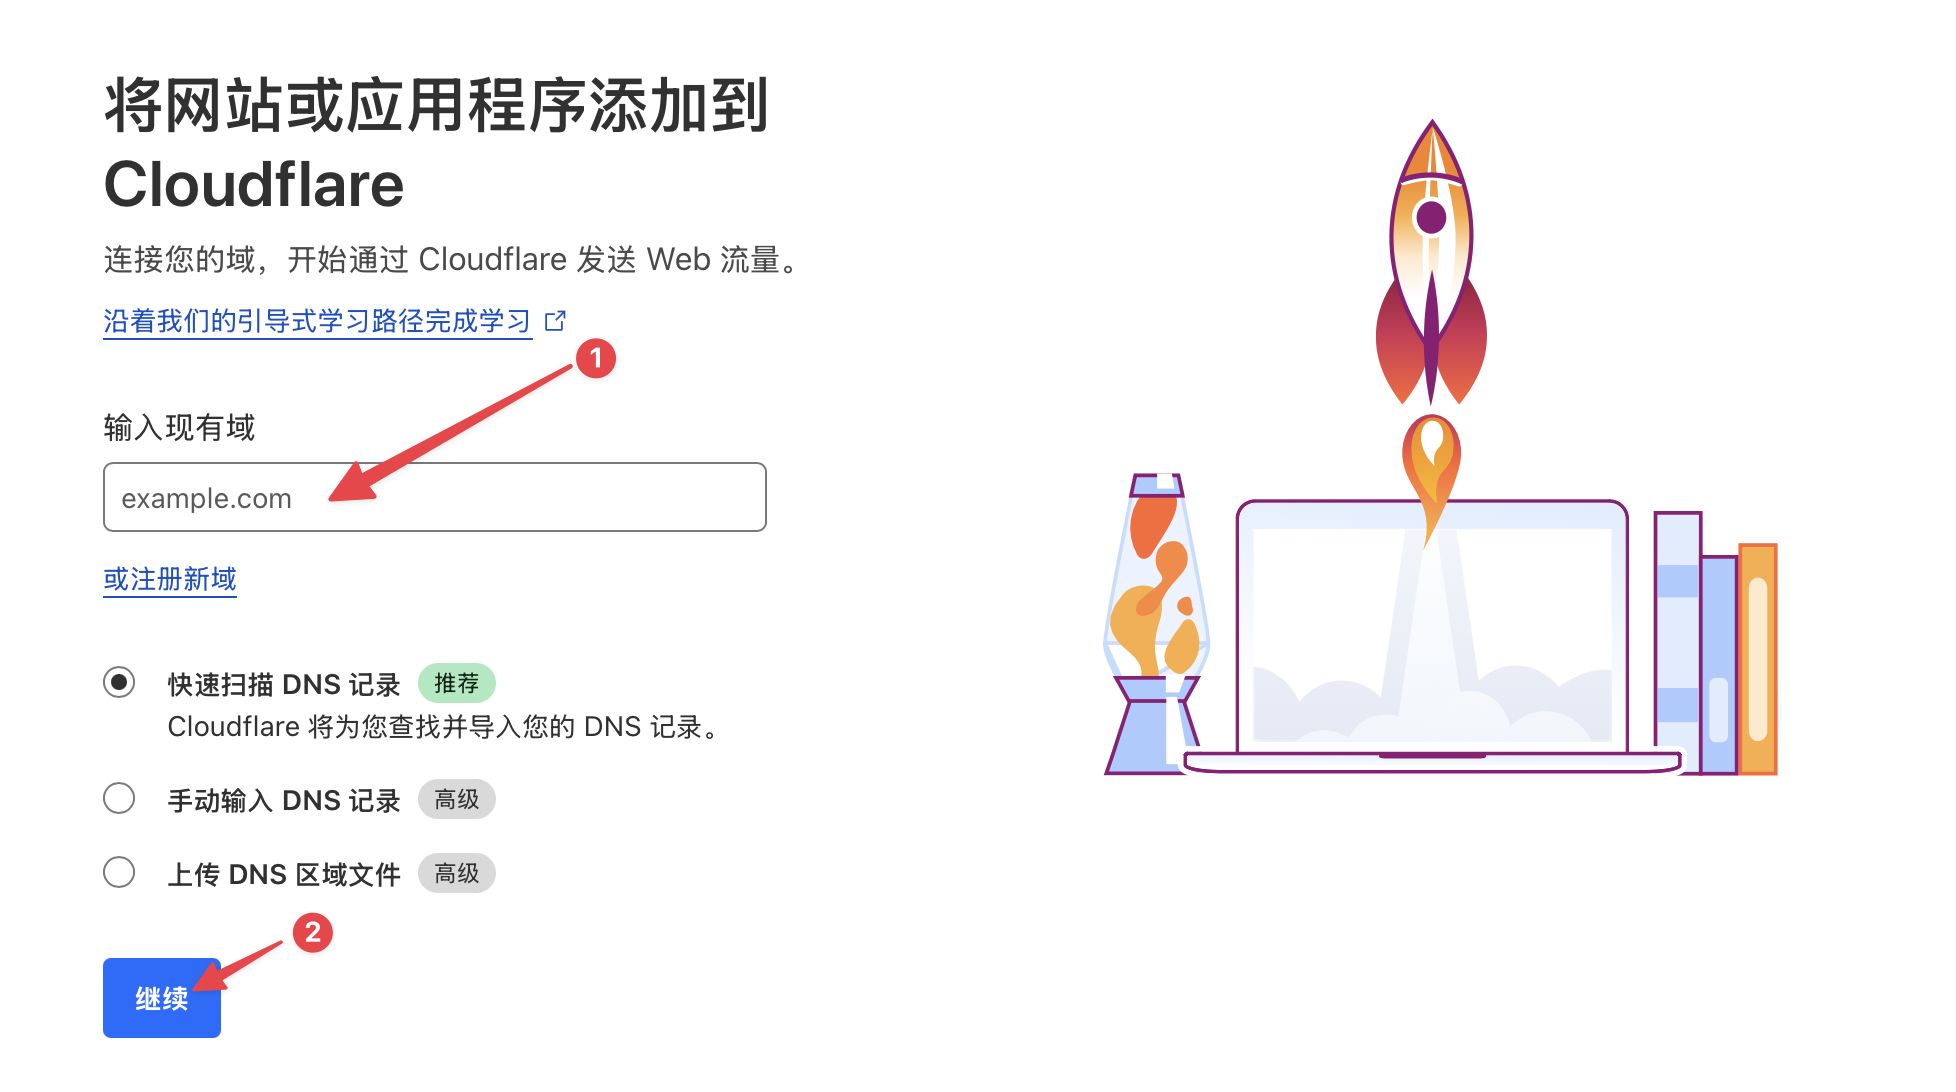 将网站或应用程序添加到
Cloudflare
连接您的域，开始通过 Cloudflare 发送 Web 流量。
沿着我们的引导式学习路径完成学习
1
输入现有域
example.com
或注册新域
快速扫描 DNS 记录 推荐
Cloudflare 将为您查找并导入您的 DNS 记录。
手动输入 DNS 记录 高级
上传 DNS 区域文件 高级
2
继续